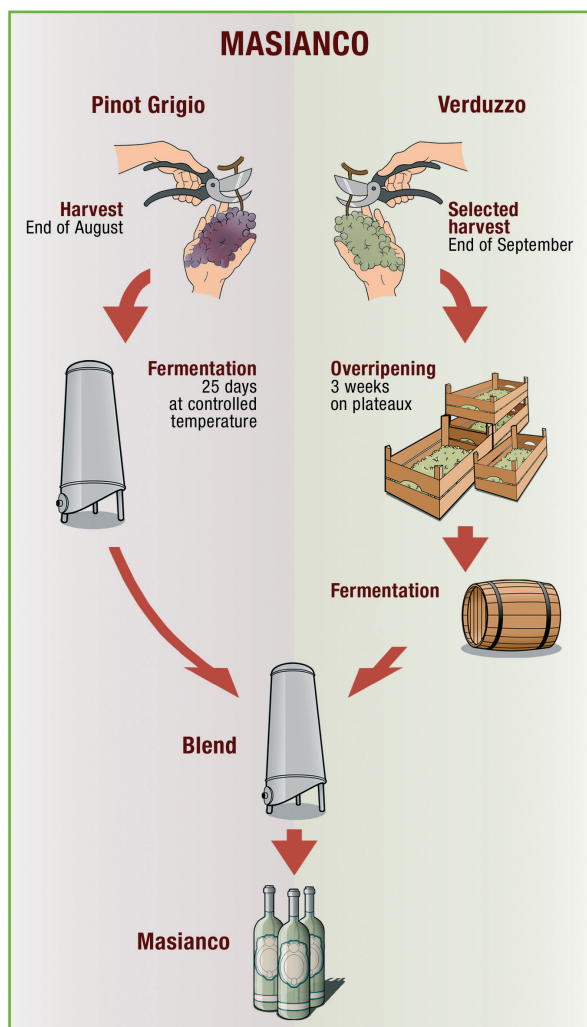 MASIANCO
Pinot Grigio
Verduzzo
Harvest
End of August
Selected
harvest
End of September
Fermentation
25 days
at controlled
temperature
Overripening
3 weeks
on plateaux
Fermentation
Blend
Masianco